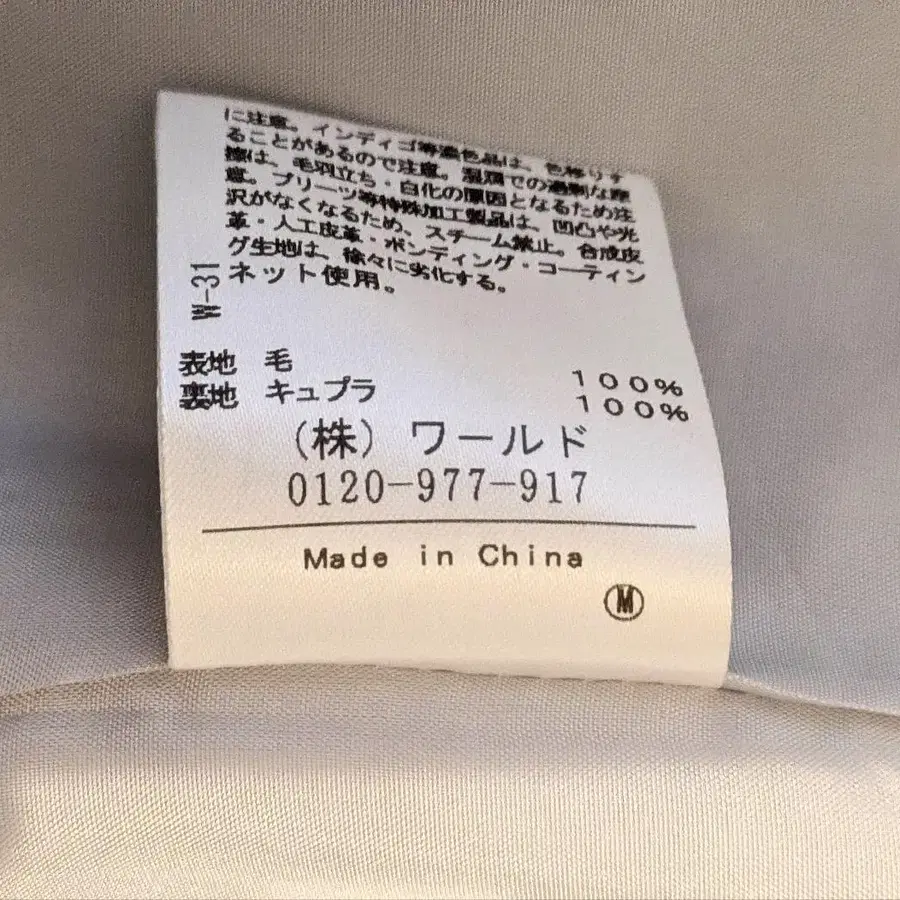 に注意。インディゴ等濃色品は、色移りす
ることがあるので注意。湿潤での過剰な摩
擦は、毛羽立ち・白化の原因となるため注
意。プリーツ等特殊加工製品は、凹凸や光
沢がなくなるため、スチーム禁止。合成皮
革・人工皮革・ボンディング・コーティン
グ生地は、徐々に劣化する。
ネット使用。
W-31
表地 毛 100%
裏地 キュプラ 100%
(株) ワールド
0120-977-917
Made in China
M